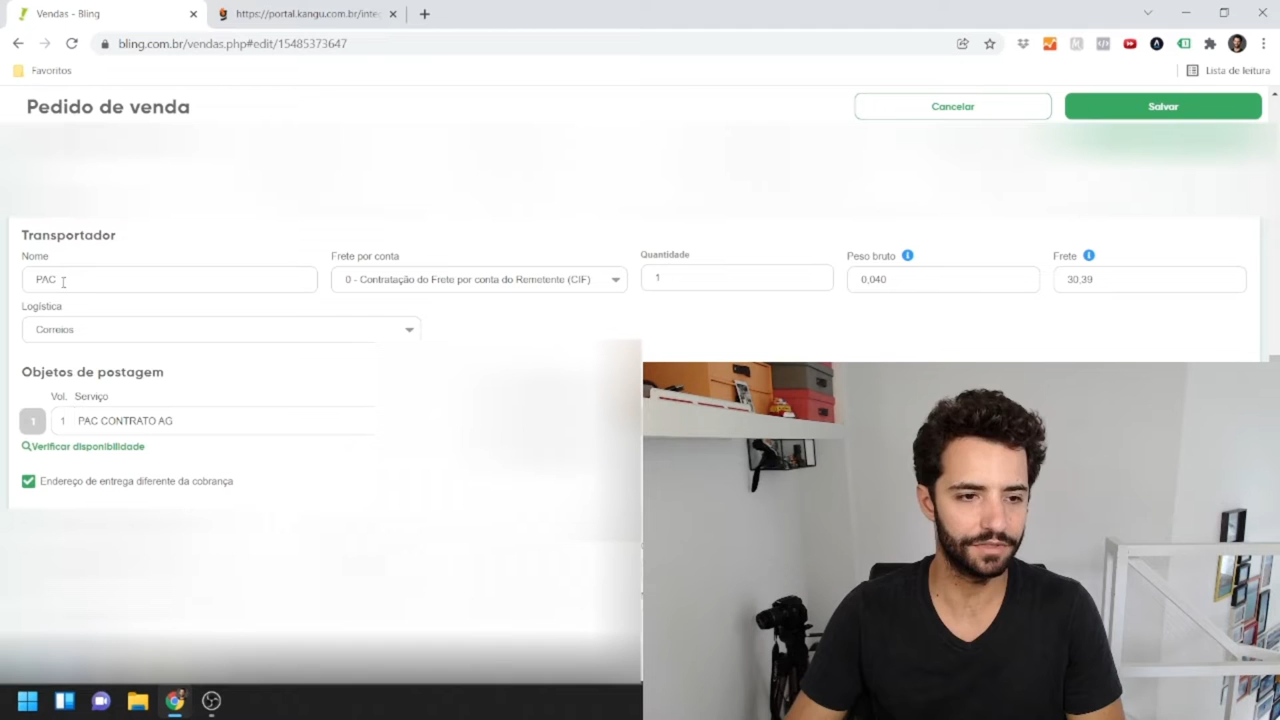 Vendas - Bling
https://portal.kangu.com.br/inte
bling.com.br/vendas.php#edit/15485373647
Favoritos
Lista de leitura
Pedido de venda
Cancelar
Salvar
Transportador
Nome
Frete por conta
Quantidade
Peso bruto
Frete
PAC
0 - Contratação do Frete por conta do Remetente (CIF)
1
0,040
30,39
Logística
Correios
Objetos de postagem
Vol. Serviço
1 1 PAC CONTRATO AG
Verificar disponibilidade
Endereço de entrega diferente da cobrança